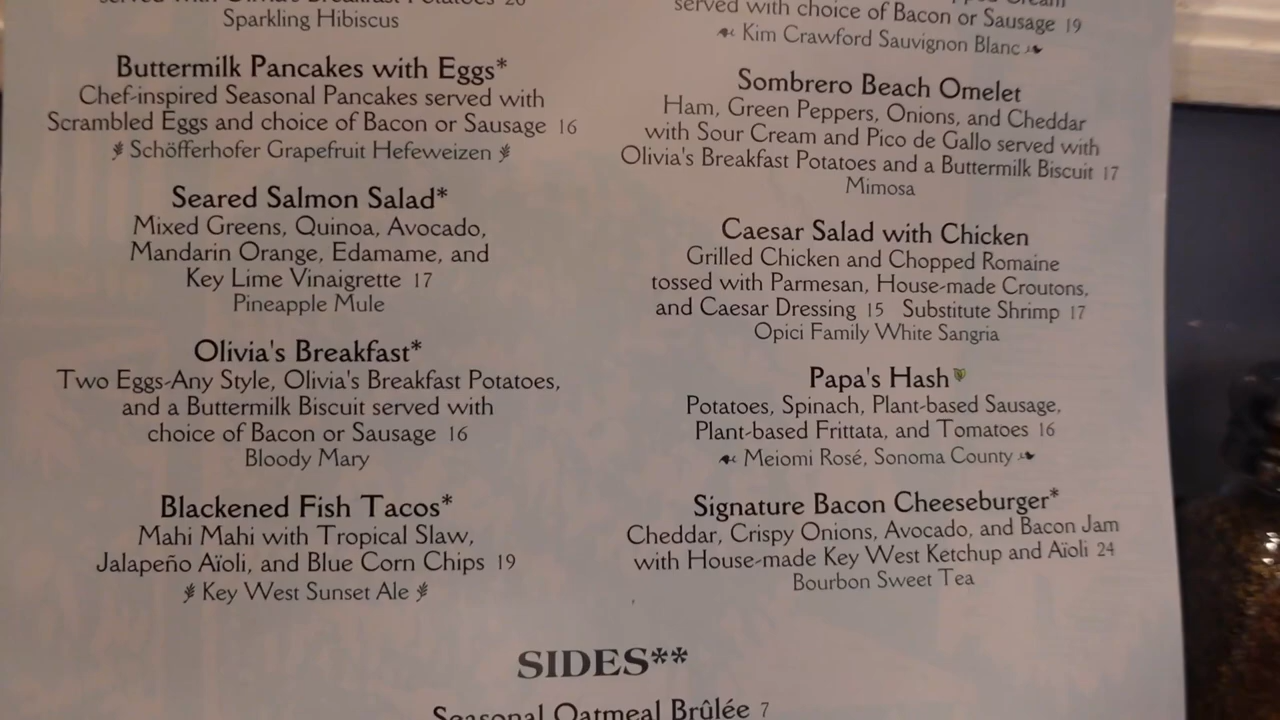 served with Olivia's Breakfast Potatoes 20
Sparkling Hibiscus
Buttermilk Pancakes with Eggs*
Chef-inspired Seasonal Pancakes served with
Scrambled Eggs and choice of Bacon or Sausage 16
Schöfferhofer Grapefruit Hefeweizen
Seared Salmon Salad*
Mixed Greens, Quinoa, Avocado,
Mandarin Orange, Edamame, and
Key Lime Vinaigrette 17
Pineapple Mule
Olivia's Breakfast*
Two Eggs-Any Style, Olivia's Breakfast Potatoes,
and a Buttermilk Biscuit served with
choice of Bacon or Sausage 16
Bloody Mary
Blackened Fish Tacos*
Mahi Mahi with Tropical Slaw,
Jalapeño Aïoli, and Blue Corn Chips 19
Key West Sunset Ale
served with choice of Bacon or Sausage 19
Kim Crawford Sauvignon Blanc
Sombrero Beach Omelet
Ham, Green Peppers, Onions, and Cheddar
with Sour Cream and Pico de Gallo served with
Olivia's Breakfast Potatoes and a Buttermilk Biscuit 17
Mimosa
Caesar Salad with Chicken
Grilled Chicken and Chopped Romaine
tossed with Parmesan, House-made Croutons,
and Caesar Dressing 15 Substitute Shrimp 17
Opici Family White Sangria
Papa's Hash
Potatoes, Spinach, Plant-based Sausage,
Plant-based Frittata, and Tomatoes 16
Meiomi Rosé, Sonoma County
Signature Bacon Cheeseburger*
Cheddar, Crispy Onions, Avocado, and Bacon Jam
with House-made Key West Ketchup and Aïoli 24
Bourbon Sweet Tea
SIDES**
Seasonal Oatmeal Brûlée 7